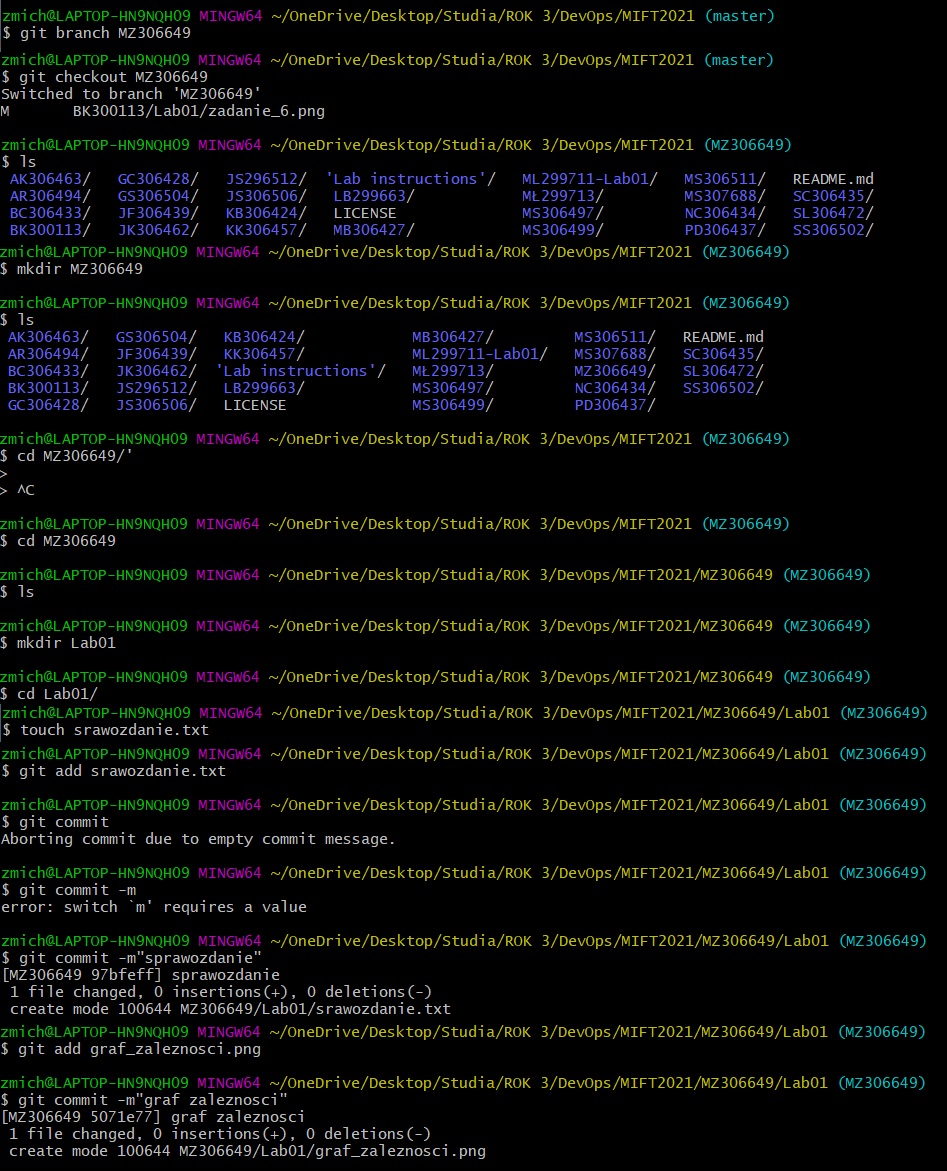 zmich@LAPTOP-HN9NQH09 MINGW64 ~/OneDrive/Desktop/Studia/ROK 3/DevOps/MIFT2021 (master)
$ git branch MZ306649
zmich@LAPTOP-HN9NQH09 MINGW64 ~/OneDrive/Desktop/Studia/ROK 3/DevOps/MIFT2021 (master)
$ git checkout MZ306649
Switched to branch 'MZ306649'
M       BK300113/Lab01/zadanie_6.png
zmich@LAPTOP-HN9NQH09 MINGW64 ~/OneDrive/Desktop/Studia/ROK 3/DevOps/MIFT2021 (MZ306649)
$ ls
AK306463/   GC306428/   JS296512/  'Lab instructions'/   ML299711-Lab01/   MS306511/   README.md
AR306494/   GS306504/   JS306506/   LB299663/            MŁ299713/         MS307688/   SC306435/
BC306433/   JF306439/   KB306424/   LICENSE              MS306497/         NC306434/   SL306472/
BK300113/   JK306462/   KK306457/   MB306427/            MS306499/         PD306437/   SS306502/
zmich@LAPTOP-HN9NQH09 MINGW64 ~/OneDrive/Desktop/Studia/ROK 3/DevOps/MIFT2021 (MZ306649)
$ mkdir MZ306649
zmich@LAPTOP-HN9NQH09 MINGW64 ~/OneDrive/Desktop/Studia/ROK 3/DevOps/MIFT2021 (MZ306649)
$ ls
AK306463/   GS306504/   KB306424/            MB306427/         MS306511/   README.md
AR306494/   JF306439/   KK306457/            ML299711-Lab01/   MS307688/   SC306435/
BC306433/   JK306462/  'Lab instructions'/   MŁ299713/         MZ306649/   SL306472/
BK300113/   JS296512/   LB299663/            MS306497/         NC306434/   SS306502/
GC306428/   JS306506/   LICENSE              MS306499/         PD306437/
zmich@LAPTOP-HN9NQH09 MINGW64 ~/OneDrive/Desktop/Studia/ROK 3/DevOps/MIFT2021 (MZ306649)
$ cd MZ306649/'
>
> ^C
zmich@LAPTOP-HN9NQH09 MINGW64 ~/OneDrive/Desktop/Studia/ROK 3/DevOps/MIFT2021 (MZ306649)
$ cd MZ306649
zmich@LAPTOP-HN9NQH09 MINGW64 ~/OneDrive/Desktop/Studia/ROK 3/DevOps/MIFT2021/MZ306649 (MZ306649)
$ ls
zmich@LAPTOP-HN9NQH09 MINGW64 ~/OneDrive/Desktop/Studia/ROK 3/DevOps/MIFT2021/MZ306649 (MZ306649)
$ mkdir Lab01
zmich@LAPTOP-HN9NQH09 MINGW64 ~/OneDrive/Desktop/Studia/ROK 3/DevOps/MIFT2021/MZ306649 (MZ306649)
$ cd Lab01/
zmich@LAPTOP-HN9NQH09 MINGW64 ~/OneDrive/Desktop/Studia/ROK 3/DevOps/MIFT2021/MZ306649/Lab01 (MZ306649)
$ touch srawozdanie.txt
zmich@LAPTOP-HN9NQH09 MINGW64 ~/OneDrive/Desktop/Studia/ROK 3/DevOps/MIFT2021/MZ306649/Lab01 (MZ306649)
$ git add srawozdanie.txt
zmich@LAPTOP-HN9NQH09 MINGW64 ~/OneDrive/Desktop/Studia/ROK 3/DevOps/MIFT2021/MZ306649/Lab01 (MZ306649)
$ git commit
Aborting commit due to empty commit message.
zmich@LAPTOP-HN9NQH09 MINGW64 ~/OneDrive/Desktop/Studia/ROK 3/DevOps/MIFT2021/MZ306649/Lab01 (MZ306649)
$ git commit -m
error: switch `m' requires a value
zmich@LAPTOP-HN9NQH09 MINGW64 ~/OneDrive/Desktop/Studia/ROK 3/DevOps/MIFT2021/MZ306649/Lab01 (MZ306649)
$ git commit -m"sprawozdanie"
[MZ306649 97bfeff] sprawozdanie
 1 file changed, 0 insertions(+), 0 deletions(-)
 create mode 100644 MZ306649/Lab01/srawozdanie.txt
zmich@LAPTOP-HN9NQH09 MINGW64 ~/OneDrive/Desktop/Studia/ROK 3/DevOps/MIFT2021/MZ306649/Lab01 (MZ306649)
$ git add graf_zaleznosci.png
zmich@LAPTOP-HN9NQH09 MINGW64 ~/OneDrive/Desktop/Studia/ROK 3/DevOps/MIFT2021/MZ306649/Lab01 (MZ306649)
$ git commit -m"graf zaleznosci"
[MZ306649 5071e77] graf zaleznosci
 1 file changed, 0 insertions(+), 0 deletions(-)
 create mode 100644 MZ306649/Lab01/graf_zaleznosci.png